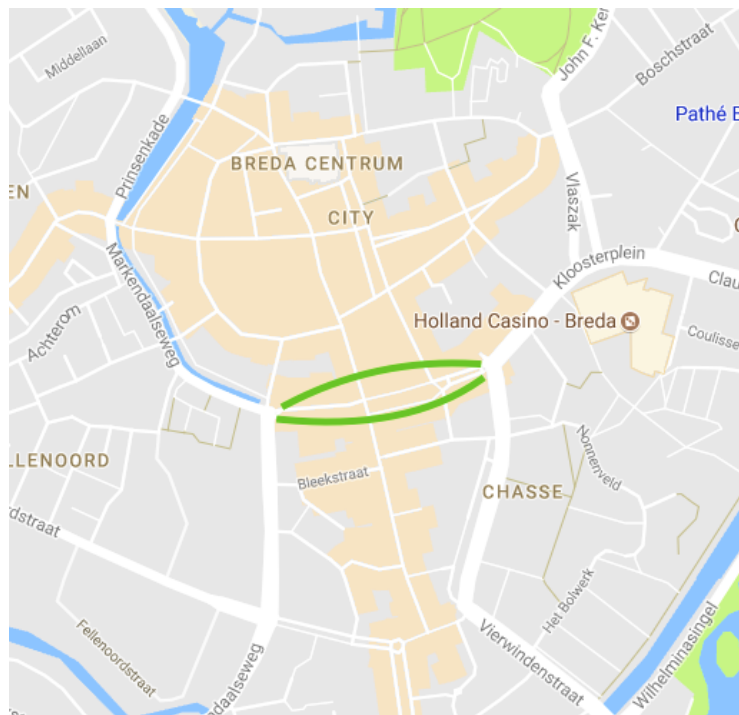 Middellaan
Prinsenkade
John F. Ker
Boschstraat
Pathé B
BREDA CENTRUM
EN
CITY
Vlaszak
Markendaalseweg
Kloosterplein
Clau
Achterom
Holland Casino - Breda
Coulisse
LLENOORD
Bleekstraat
Nonnenveld
CHASSE
rdstraat
Het Bolwerk
Fellenoordstraat
Vierwindenstraat
Wilhelminasingel
daalseweg